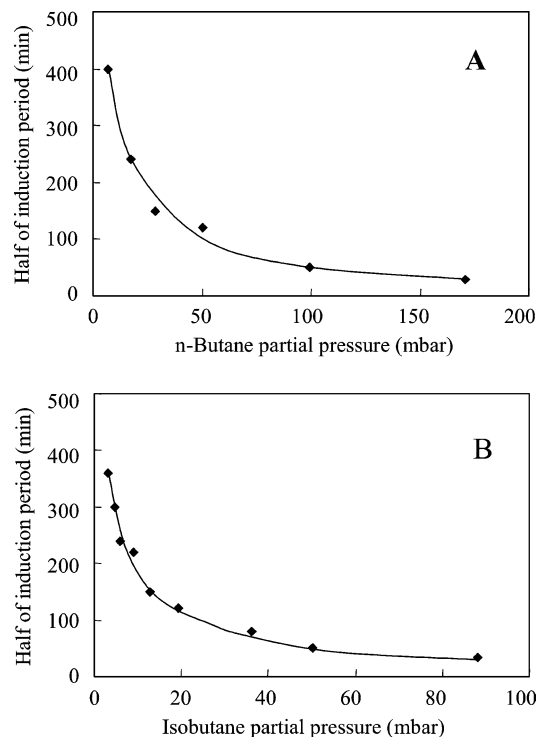 A
Half of induction period (min)
500
400
300
200
100
0
0 50 100 150 200
n-Butane partial pressure (mbar)
B
Half of induction period (min)
500
400
300
200
100
0
0 20 40 60 80 100
Isobutane partial pressure (mbar)